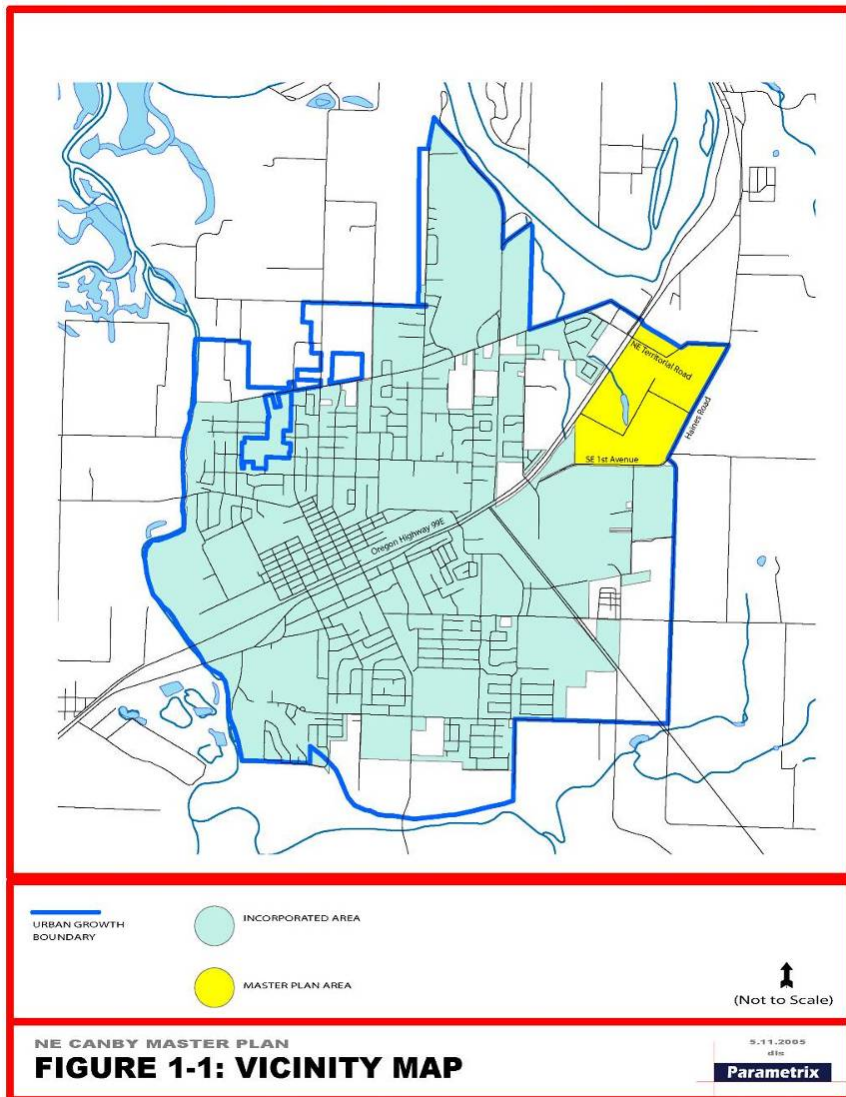 NE Territorial Road
Haines Road
SE 1st Avenue
Oregon Highway 99E
URBAN GROWTH
BOUNDARY
INCORPORATED AREA
MASTER PLAN AREA
(Not to Scale)
NE CANBY MASTER PLAN
FIGURE 1-1: VICINITY MAP
5.11.2005
dls
Parametrix